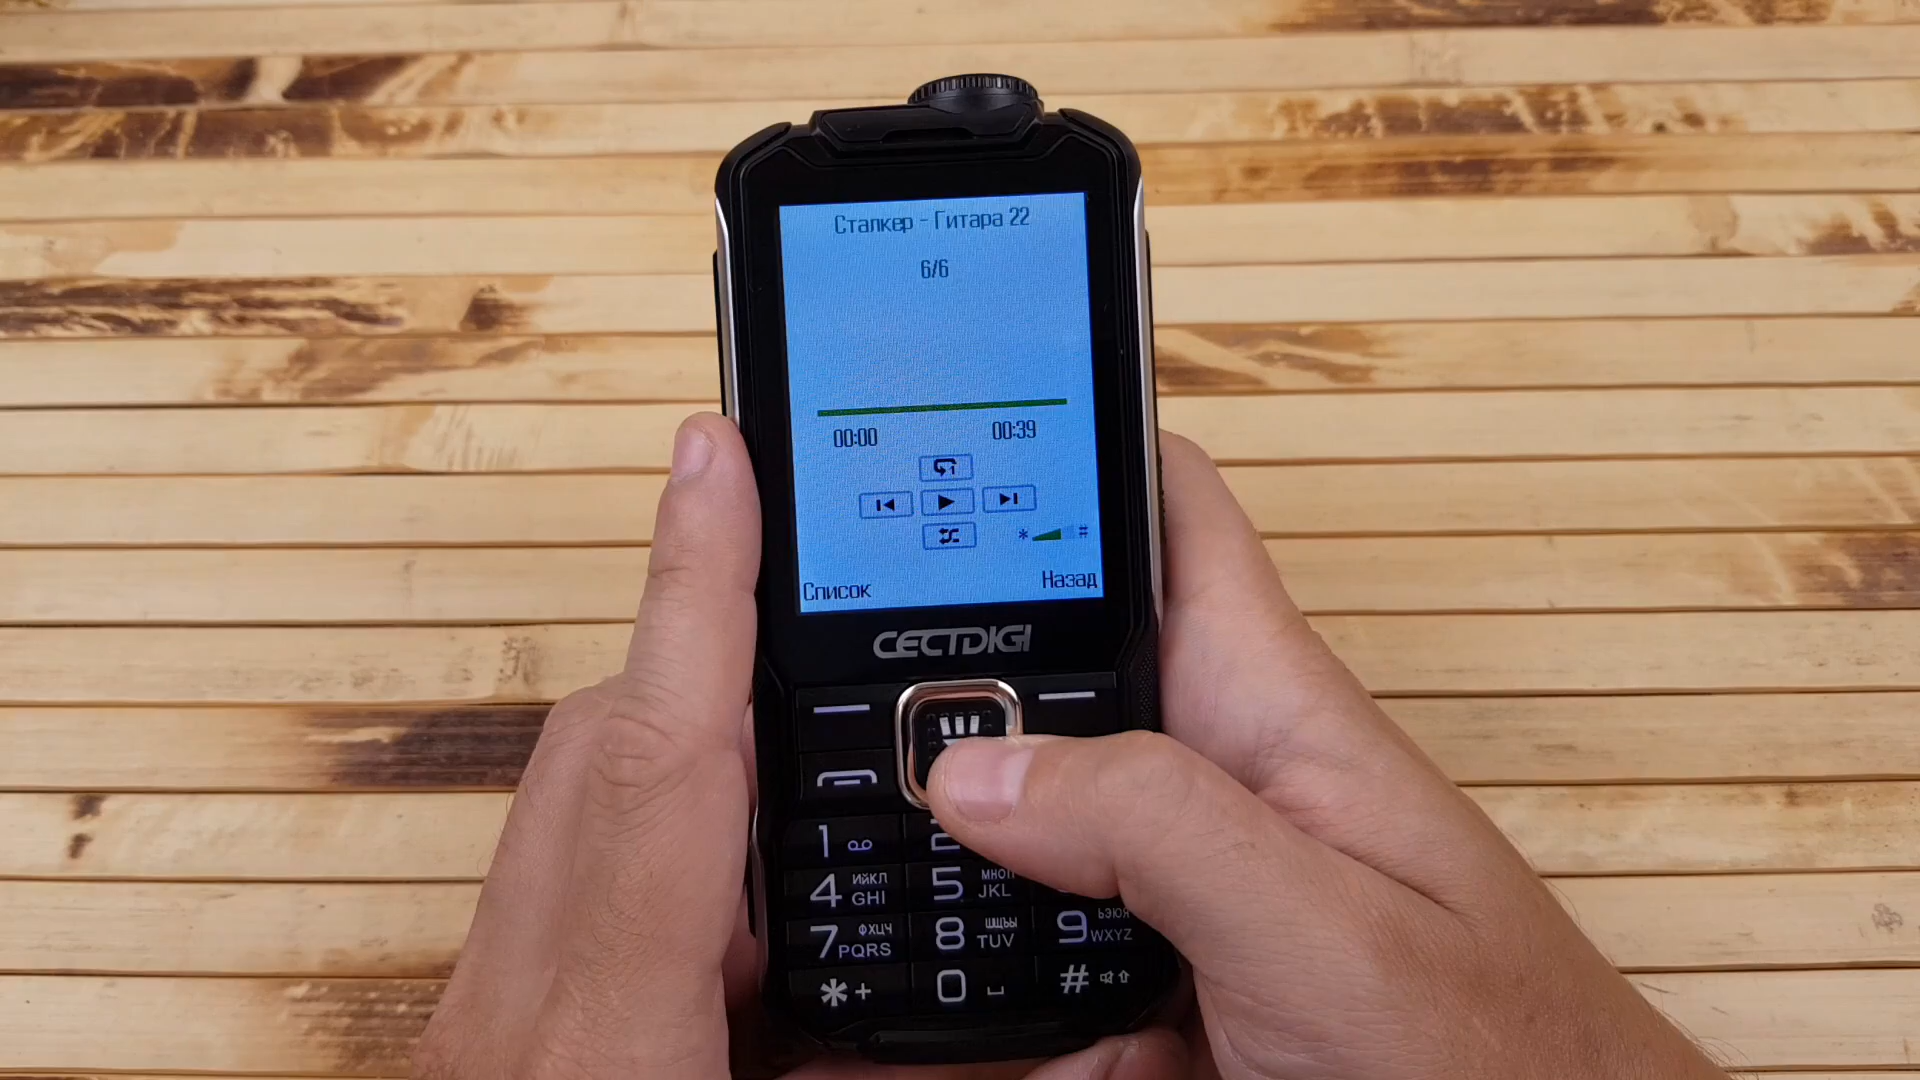 Сталкер - Гитара 22
6/6
00:00 00:39
* #
Список Назад
CECTDIGI
1
4 ИЙКЛ GHI
5 МНОП JKL
7 ФХЦЧ PQRS
8 ШЩЪЫ TUV
9 ЬЭЮЯ WXYZ
*+ 0 #